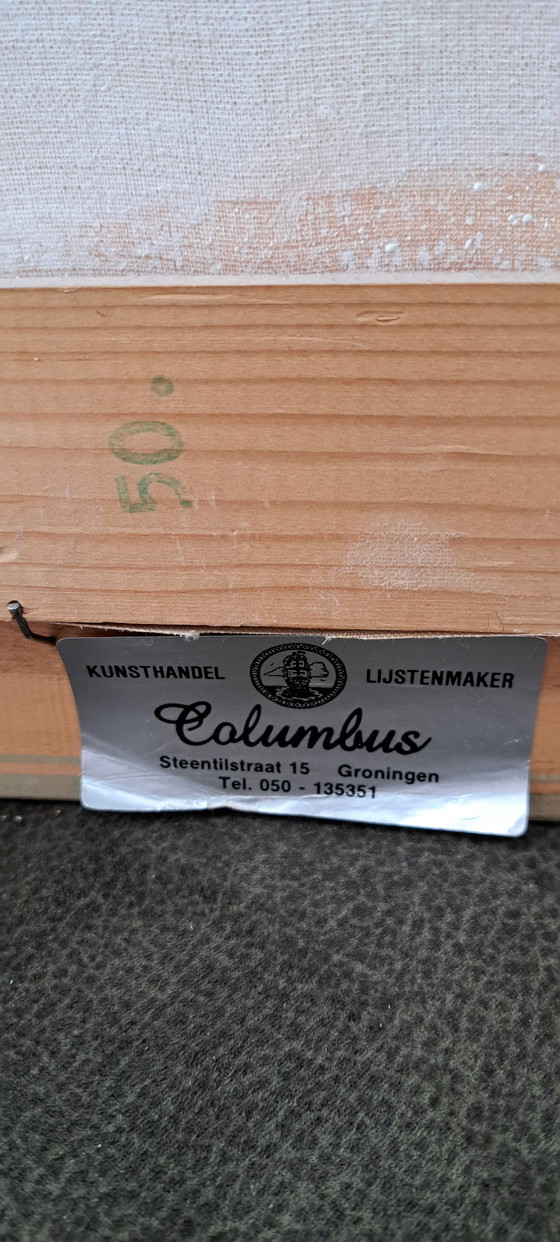 50.
KUNSTHANDEL LIJSTENMAKER
Columbus
Steentilstraat 15 Groningen
Tel. 050 - 135351